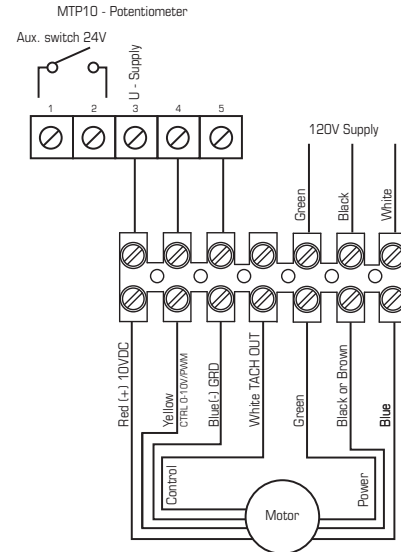 MTP10 - Potentiometer
Aux. switch 24V
U - Supply
1 2 3 4 5
120V Supply
Green
Black
White
Red (+) 10VDC
Yellow
CTRL 0-10V/PWM
Blue(-) GRD
White TACH OUT
Green
Black or Brown
Blue
Control
Power
Motor